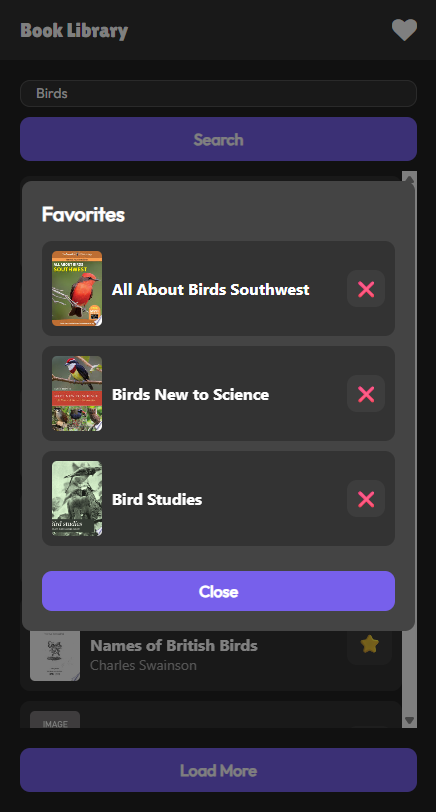 Book Library
Birds
Search
Favorites
ALL ABOUT BIRDS
SOUTHWEST
All About Birds Southwest
Birds New to Science
Bird studies
Bird Studies
Close
Names of British Birds
Charles Swainson
IMAGE
Load More